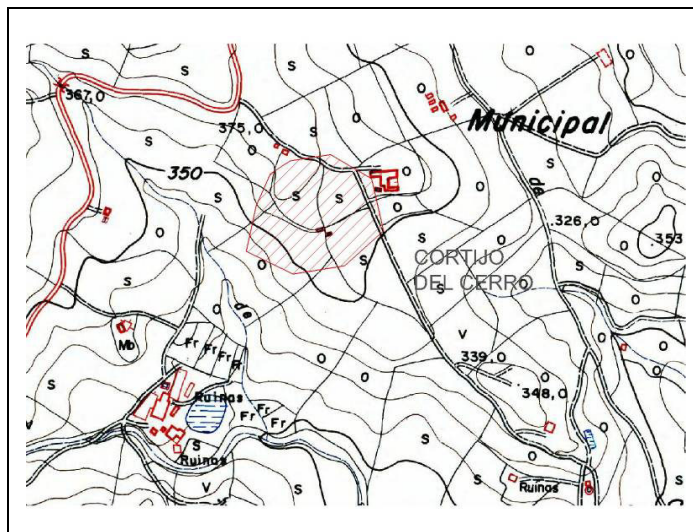 O
S
O
S
S
O
367,0
S
375,0
S
O
Municipal
O
S
350
S
S
O
O
de
O
326,0
353
O
S
CORTIJO
DEL CERRO
O
S
O
de
V
Mb
Fr
Fr
Fr
Fr
O
O
339,0
S
348,0
Ruinas
Fr
Fr
Fr
O
S
O
V
S
Ruinas
S
S
V
S
S
Ruinas
O